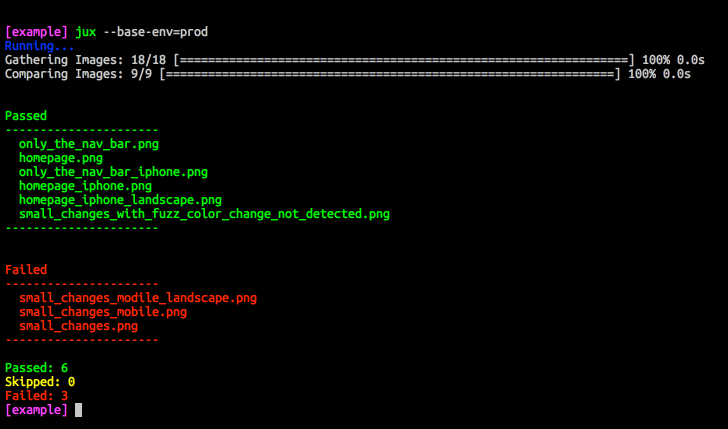 [example] jux --base-env=prod
Running...
Gathering Images: 18/18 [================================================================] 100% 0.0s
Comparing Images: 9/9 [================================================================] 100% 0.0s
Passed
----------------------
only_the_nav_bar.png
homepage.png
only_the_nav_bar_iphone.png
homepage_iphone.png
homepage_iphone_landscape.png
small_changes_with_fuzz_color_change_not_detected.png
----------------------
Failed
----------------------
small_changes_modile_landscape.png
small_changes_mobile.png
small_changes.png
----------------------
Passed: 6
Skipped: 0
Failed: 3
[example]